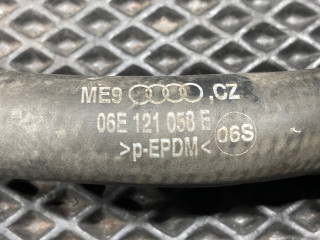 ME9 ,CZ
06E 121 058 E
>p-EPDM< 06S